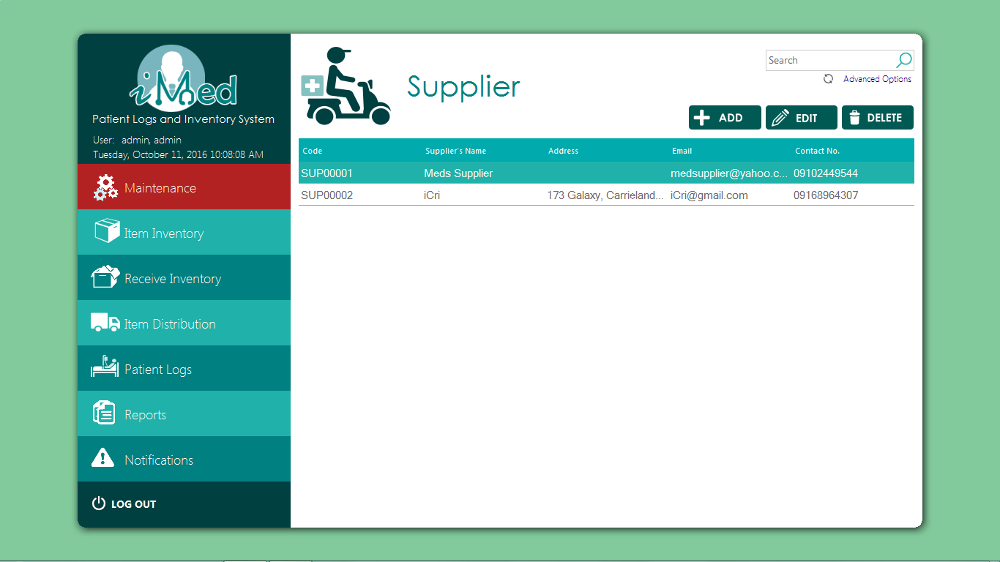 iMed
Patient Logs and Inventory System
User: admin, admin
Tuesday, October 11, 2016 10:08:08 AM
Maintenance
Item Inventory
Receive Inventory
Item Distribution
Patient Logs
Reports
Notifications
LOG OUT
Supplier
Search
Advanced Options
ADD EDIT DELETE
Code Supplier's Name Address Email Contact No.
SUP00001 Meds Supplier medsupplier@yahoo.c... 09102449544
SUP00002 iCri 173 Galaxy, Carrieland... iCri@gmail.com 09168964307